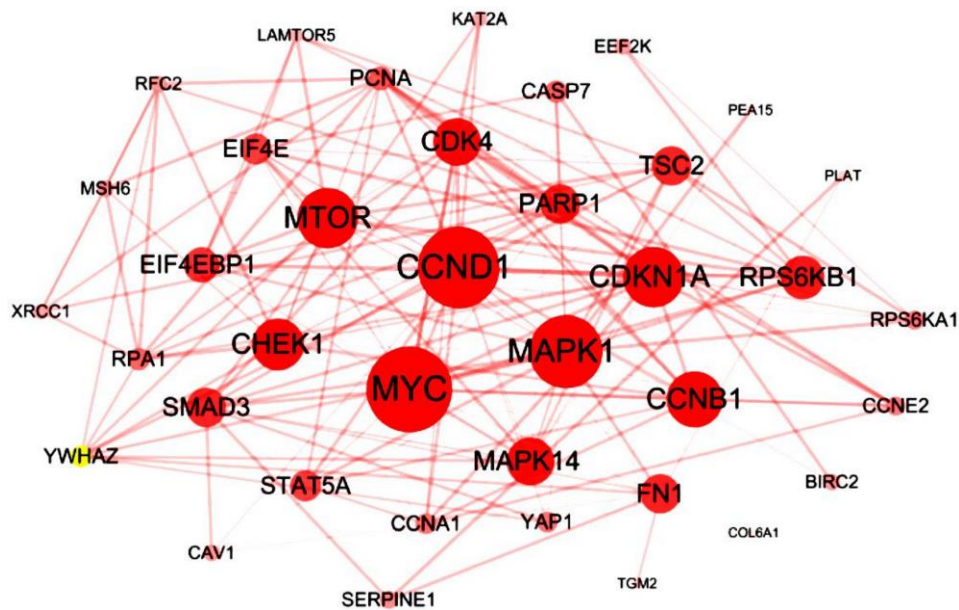 KAT2A
LAMTOR5
EEF2K
PCNA
RFC2
CASP7
PEA15
CDK4
EIF4E
TSC2
PLAT
MSH6
PARP1
MTOR
CCND1
EIF4EBP1
CDKN1A
RPS6KB1
XRCC1
RPS6KA1
CHEK1
MAPK1
RPA1
MYC
CCNB1
SMAD3
CCNE2
YWHAZ
MAPK14
STAT5A
BIRC2
FN1
CCNA1
YAP1
COL6A1
CAV1
TGM2
SERPINE1